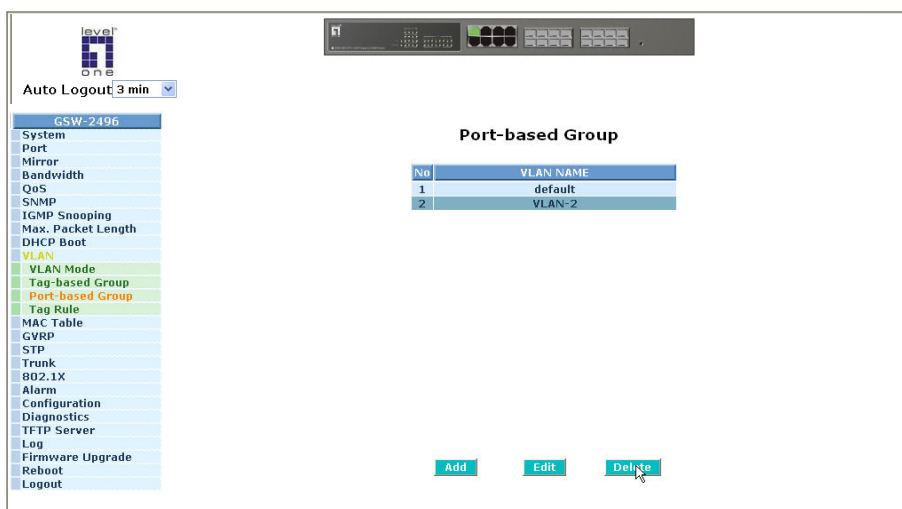 level
one
Auto Logout 3 min
GSW-2496
System
Port
Mirror
Bandwidth
QoS
SNMP
IGMP Snooping
Max. Packet Length
DHCP Boot
VLAN
VLAN Mode
Tag-based Group
Port-based Group
Tag Rule
MAC Table
GVRP
STP
Trunk
802.1X
Alarm
Configuration
Diagnostics
TFTP Server
Log
Firmware Upgrade
Reboot
Logout
Port-based Group
No VLAN NAME
1 default
2 VLAN-2
Add Edit Delete